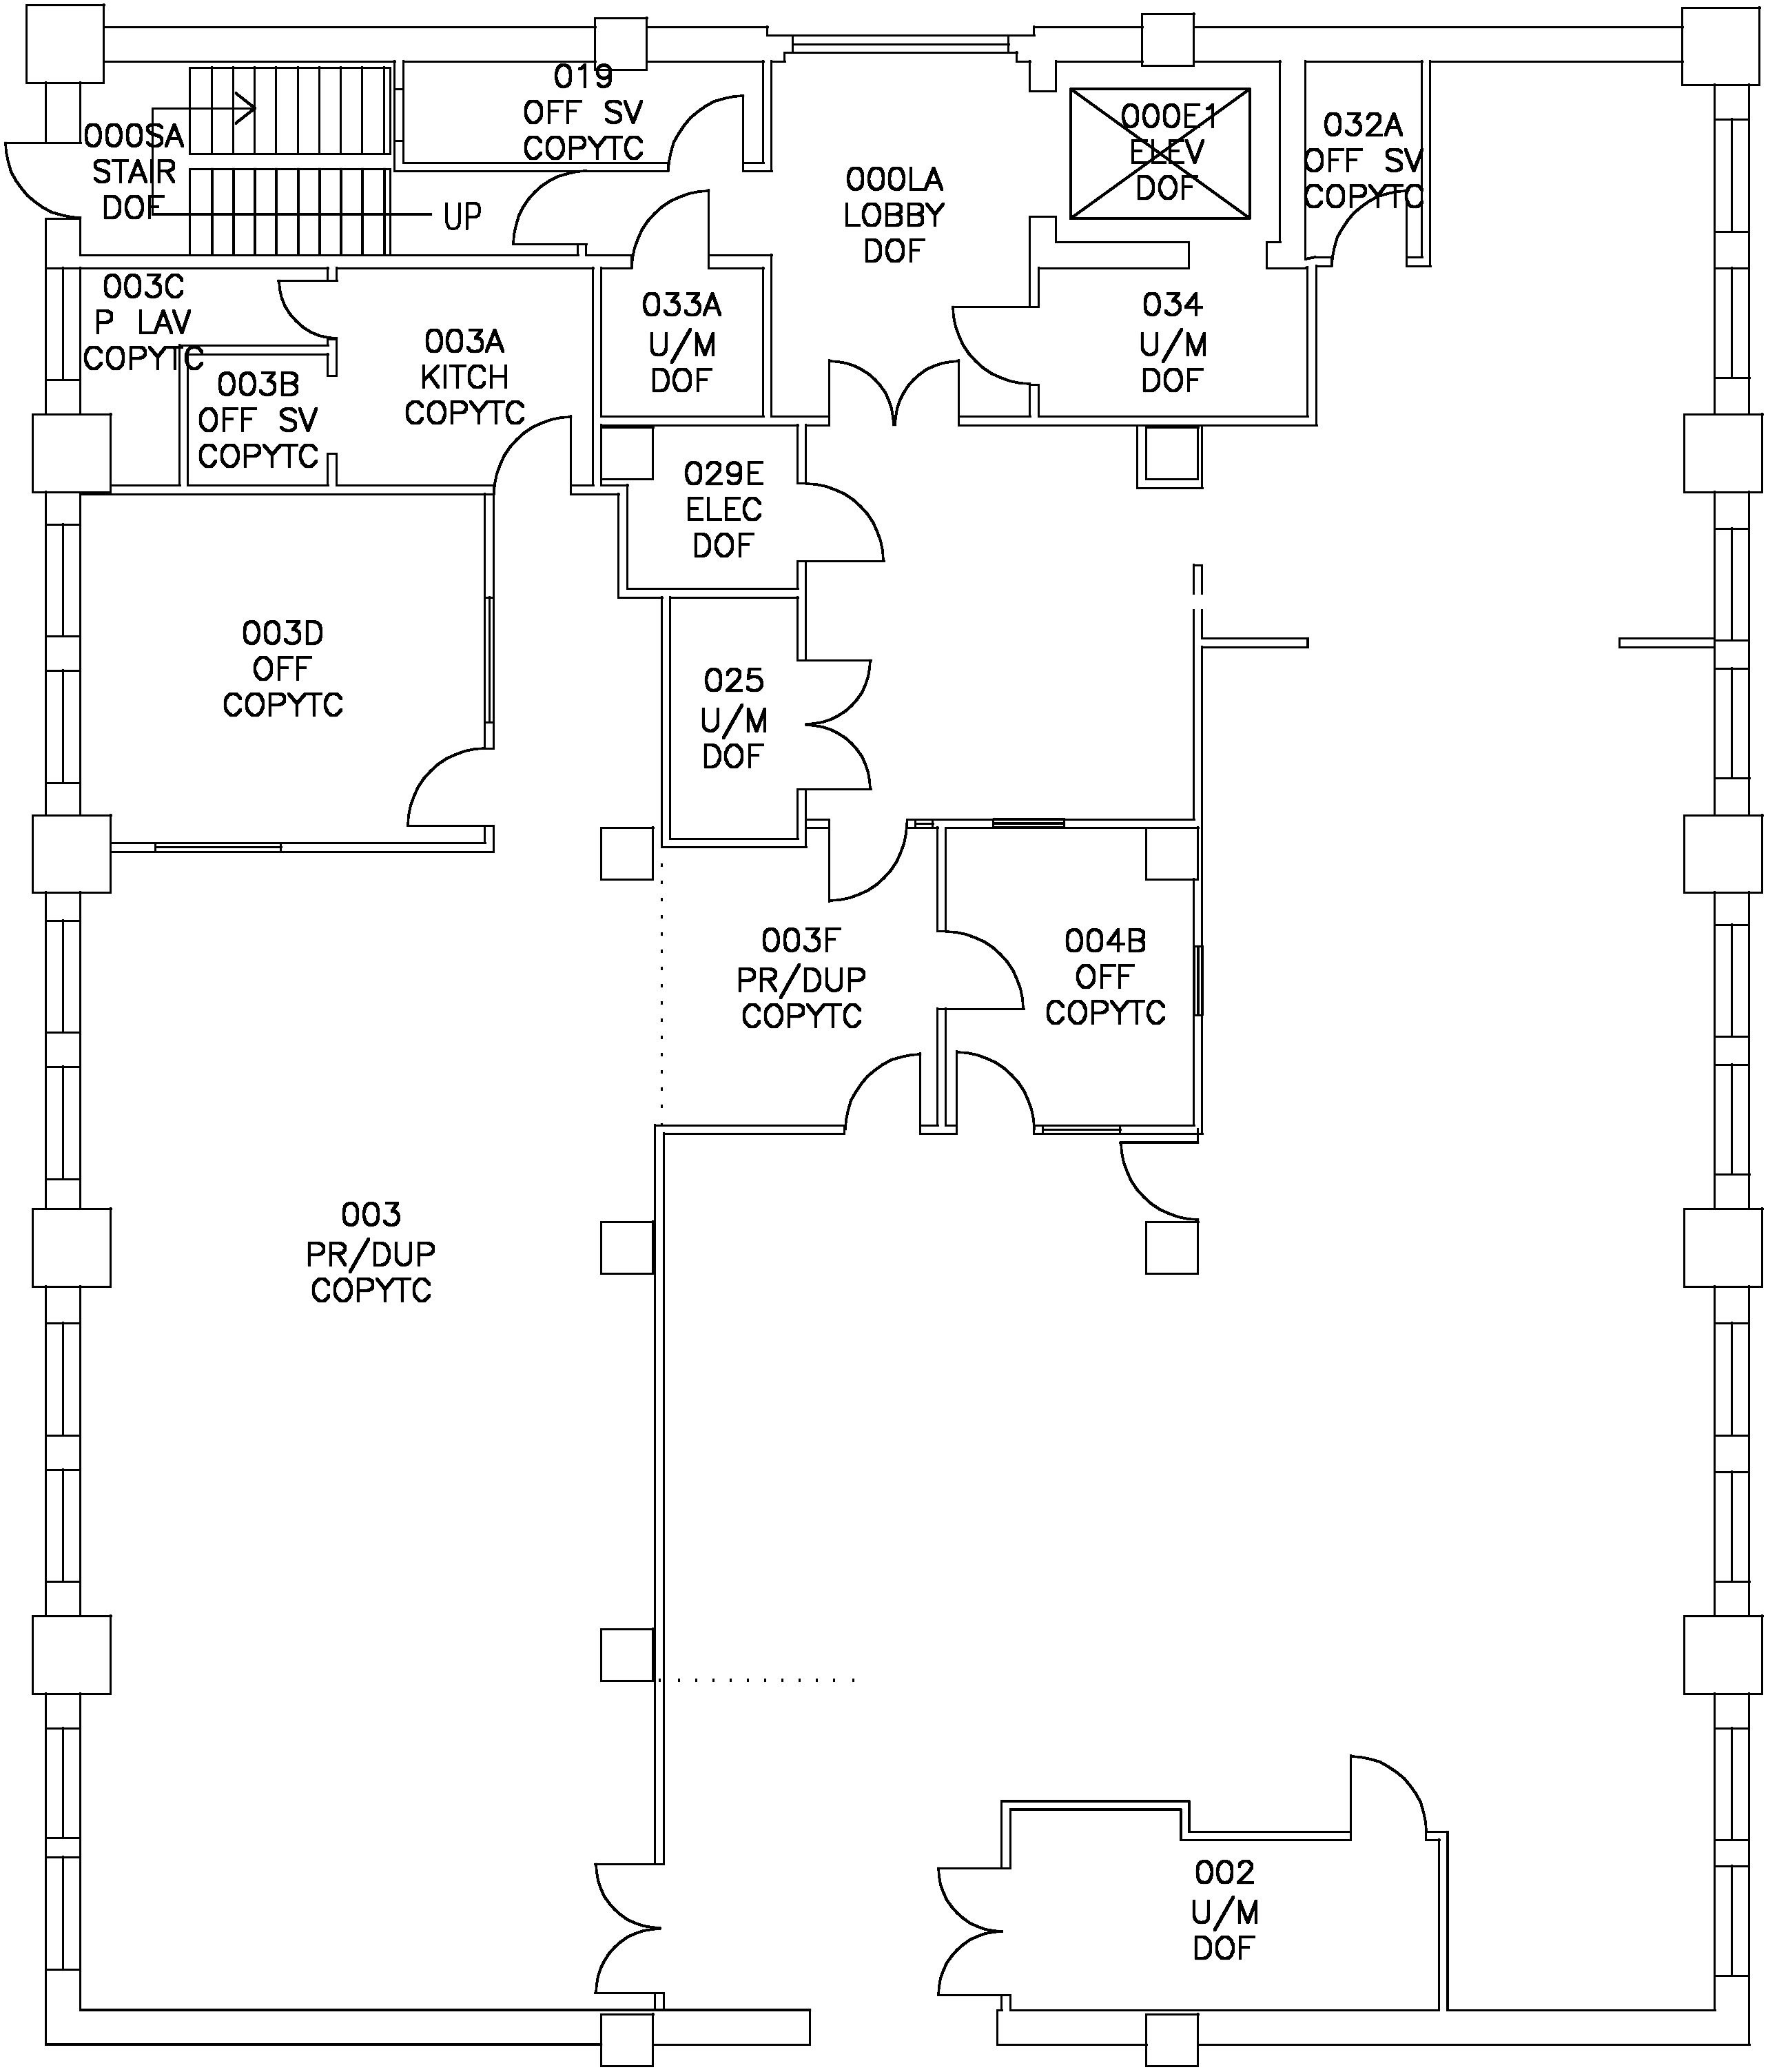 019
OFF SV
COPYTC
000SA
STAIR
DOF
UP
000LA
LOBBY
DOF
000E1
ELEV
DOF
032A
OFF SV
COPYTC
003C
P LAV
COPYTC
003B
OFF SV
COPYTC
003A
KITCH
COPYTC
033A
U/M
DOF
034
U/M
DOF
029E
ELEC
DOF
003D
OFF
COPYTC
025
U/M
DOF
003F
PR/DUP
COPYTC
004B
OFF
COPYTC
003
PR/DUP
COPYTC
002
U/M
DOF